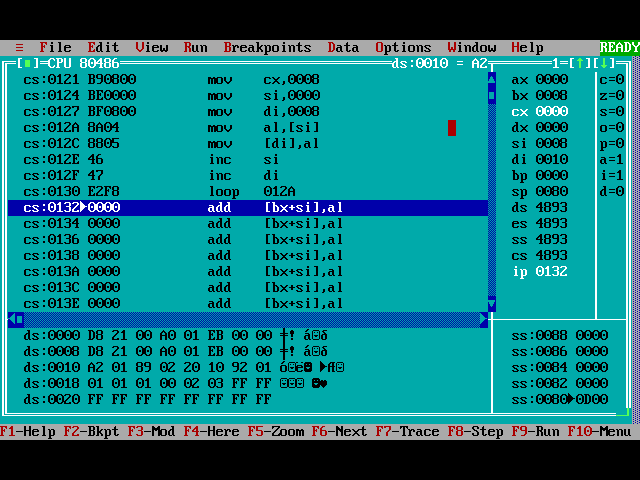 ≡ File Edit View Run Breakpoints Data Options Window Help READY
[■]=CPU 80486 ds:0010 = A2 1=[↑][↓]
cs:0121 B90800 mov cx,0008 ax 0000 c=0
cs:0124 BE0000 mov si,0000 bx 0008 z=0
cs:0127 BF0800 mov di,0008 cx 0000 s=0
cs:012A 8A04 mov al,[si] dx 0000 o=0
cs:012C 8805 mov [di],al si 0008 p=0
cs:012E 46 inc si di 0010 a=1
cs:012F 47 inc di bp 0000 i=1
cs:0130 E2F8 loop 012A sp 0080 d=0
cs:0132►0000 add [bx+si],al ds 4893
cs:0134 0000 add [bx+si],al es 4893
cs:0136 0000 add [bx+si],al ss 4893
cs:0138 0000 add [bx+si],al cs 4893
cs:013A 0000 add [bx+si],al ip 0132
cs:013C 0000 add [bx+si],al
cs:013E 0000 add [bx+si],al
ds:0000 D8 21 00 A0 01 EB 00 00 ╪! á☺δ ss:0088 0000
ds:0008 D8 21 00 A0 01 EB 00 00 ╪! á☺δ ss:0086 0000
ds:0010 A2 01 89 02 20 10 92 01 ó☺ë☻ ►Æ☺ ss:0084 0000
ds:0018 01 01 01 00 02 03 FF FF ☺☺☺ ☻♥ ss:0082 0000
ds:0020 FF FF FF FF FF FF FF FF ss:0080►0D00
F1-Help F2-Bkpt F3-Mod F4-Here F5-Zoom F6-Next F7-Trace F8-Step F9-Run F10-Menu